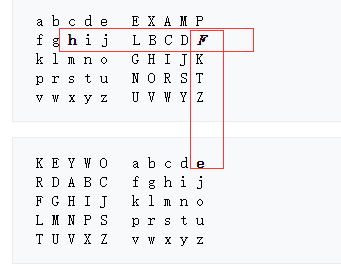 a b c d e E X A M P
f g h i j L B C D F
k l m n o G H I J K
p r s t u N O R S T
v w x y z U V W Y Z
K E Y W O a b c d e
R D A B C f g h i j
F G H I J k l m n o
L M N P S p r s t u
T U V X Z v w x y z